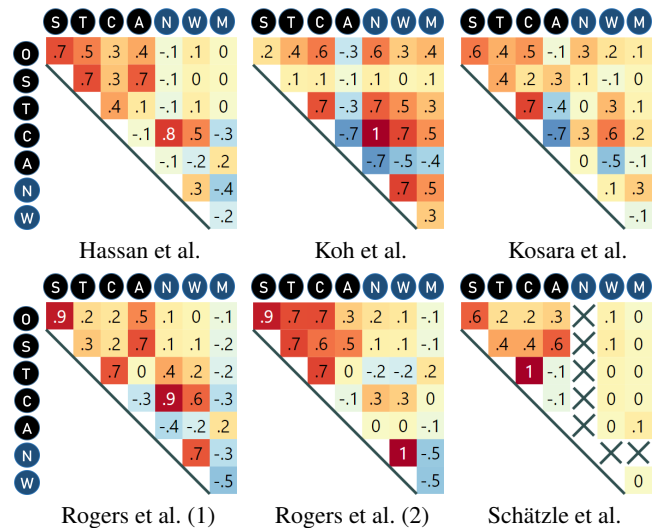 S T C A N W M
O .7 .5 .3 .4 -.1 .1 0
S .7 .3 .7 -.1 0 0
T .4 .1 -.1 .1 0
C -.1 .8 .5 -.3
A -.1 -.2 .2
N .3 -.4
W -.2
Hassan et al.
S T C A N W M
.2 .4 .6 -.3 .6 .3 .4
.1 .1 -.1 .1 0 .1
.7 -.3 .7 .5 .3
-.7 1 .7 .5
-.7 -.5 -.4
.7 .5
.3
Koh et al.
S T C A N W M
.6 .4 .5 -.1 .3 .2 .1
.4 .2 .3 .1 -.1 0
.7 -.4 0 .3 .1
-.7 .3 .6 .2
0 -.5 -.1
.1 .3
-.1
Kosara et al.
S T C A N W M
O .9 .2 .2 .5 .1 0 -.1
S .3 .2 .7 .1 .1 0
T .7 0 .4 .2 -.2
C -.3 .9 .6 -.3
A -.4 -.2 .2
N .7 -.3
W -.5
Rogers et al. (1)
S T C A N W M
.9 .7 .7 .3 .2 .1 -.1
.7 .6 .5 .1 .1 -.1
.7 0 -.2 -.2 .2
-.1 .3 .3 0
0 0 -.1
1 -.5
-.5
Rogers et al. (2)
S T C A N W M
.6 .2 .2 .3 .1 0
.4 .4 .6 .1 0
1 -.1 .1 0
-.1 0 0
0 .1
0
Schätzle et al.